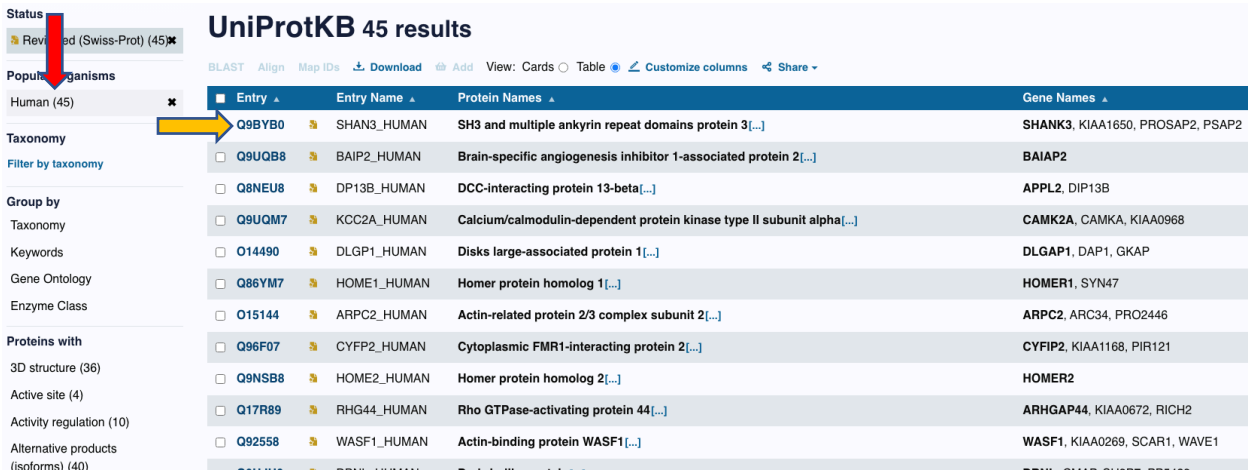 Status
Reviewed (Swiss-Prot) (45)✖
Popular organisms
Human (45) ✖
Taxonomy
Filter by taxonomy
Group by
Taxonomy
Keywords
Gene Ontology
Enzyme Class
Proteins with
3D structure (36)
Active site (4)
Activity regulation (10)
Alternative products
(isoforms) (40)
UniProtKB 45 results
BLAST Align Map IDs Download Add View: Cards Table Customize columns Share
Entry Entry Name Protein Names Gene Names
Q9BYB0 SHAN3_HUMAN SH3 and multiple ankyrin repeat domains protein 3[...] SHANK3, KIAA1650, PROSAP2, PSAP2
Q9UQB8 BAIP2_HUMAN Brain-specific angiogenesis inhibitor 1-associated protein 2[...] BAIAP2
Q8NEU8 DP13B_HUMAN DCC-interacting protein 13-beta[...] APPL2, DIP13B
Q9UQM7 KCC2A_HUMAN Calcium/calmodulin-dependent protein kinase type II subunit alpha[...] CAMK2A, CAMKA, KIAA0968
O14490 DLGP1_HUMAN Disks large-associated protein 1[...] DLGAP1, DAP1, GKAP
Q86YM7 HOME1_HUMAN Homer protein homolog 1[...] HOMER1, SYN47
O15144 ARPC2_HUMAN Actin-related protein 2/3 complex subunit 2[...] ARPC2, ARC34, PRO2446
Q96F07 CYFP2_HUMAN Cytoplasmic FMR1-interacting protein 2[...] CYFIP2, KIAA1168, PIR121
Q9NSB8 HOME2_HUMAN Homer protein homolog 2[...] HOMER2
Q17R89 RHG44_HUMAN Rho GTPase-activating protein 44[...] ARHGAP44, KIAA0672, RICH2
Q92558 WASF1_HUMAN Actin-binding protein WASF1[...] WASF1, KIAA0269, SCAR1, WAVE1